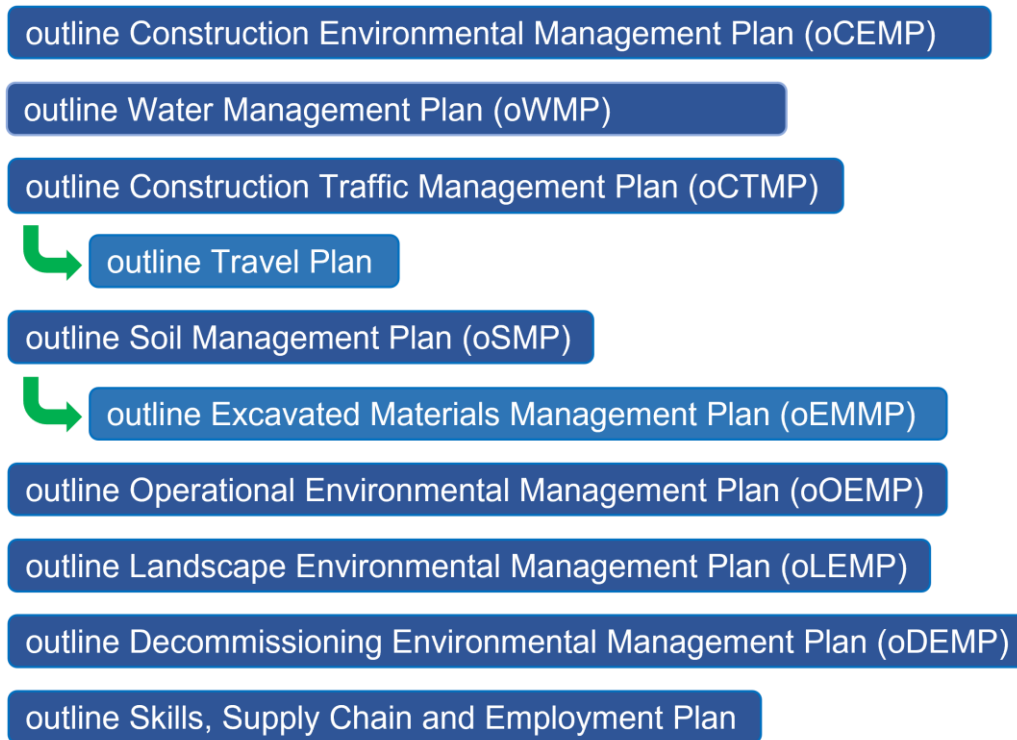 outline Construction Environmental Management Plan (oCEMP)
outline Water Management Plan (oWMP)
outline Construction Traffic Management Plan (oCTMP)
outline Travel Plan
outline Soil Management Plan (oSMP)
outline Excavated Materials Management Plan (oEMMP)
outline Operational Environmental Management Plan (oOEMP)
outline Landscape Environmental Management Plan (oLEMP)
outline Decommissioning Environmental Management Plan (oDEMP)
outline Skills, Supply Chain and Employment Plan